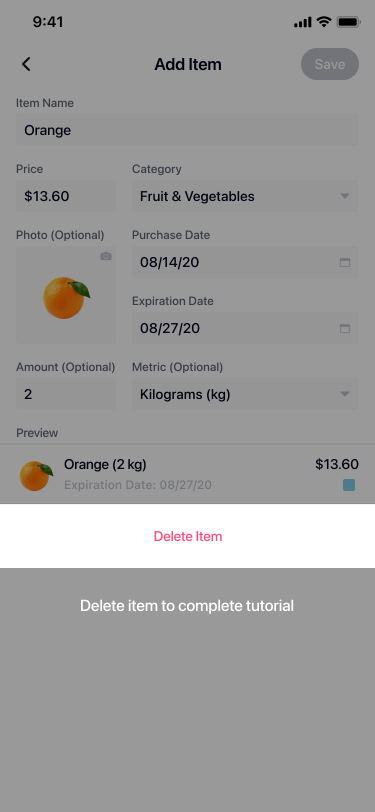 9:41
Add Item
Save
Item Name
Orange
Price
Category
$13.60
Fruit & Vegetables
Photo (Optional)
Purchase Date
08/14/20
Expiration Date
08/27/20
Amount (Optional)
Metric (Optional)
2
Kilograms (kg)
Preview
Orange (2 kg)
$13.60
Expiration Date: 08/27/20
Delete Item
Delete item to complete tutorial